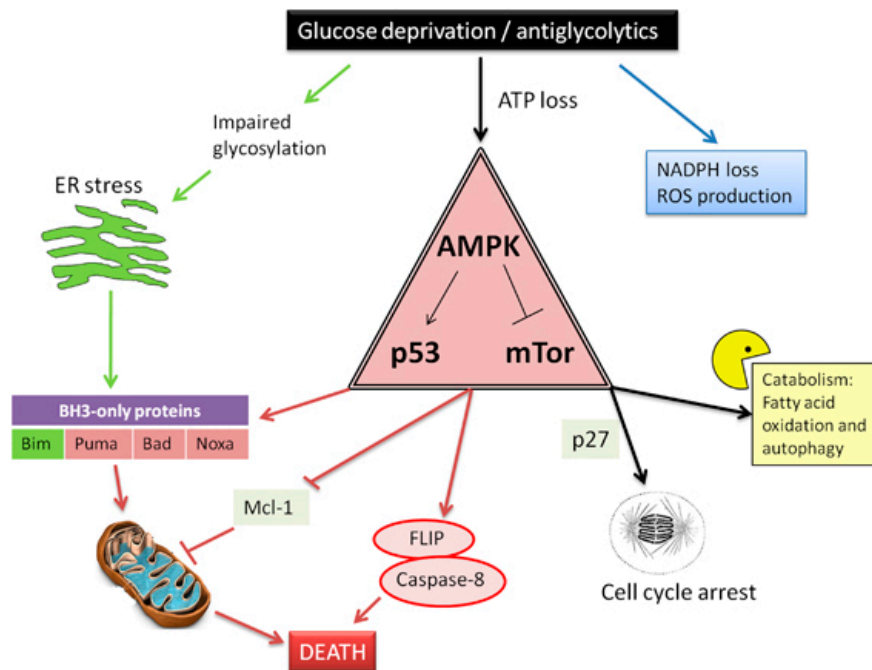 Glucose deprivation / antiglycolytics
ATP loss
Impaired
glycosylation
ER stress
NADPH loss
ROS production
AMPK
p53
mTor
BH3-only proteins
Bim
Puma
Bad
Noxa
Catabolism:
Fatty acid
oxidation and
autophagy
p27
Mcl-1
FLIP
Caspase-8
Cell cycle arrest
DEATH